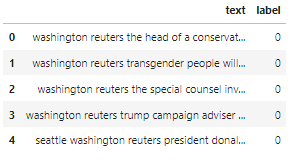 text label
0 washington reuters the head of a conservat... 0
1 washington reuters transgender people will... 0
2 washington reuters the special counsel inv... 0
3 washington reuters trump campaign adviser ... 0
4 seattle washington reuters president donal... 0